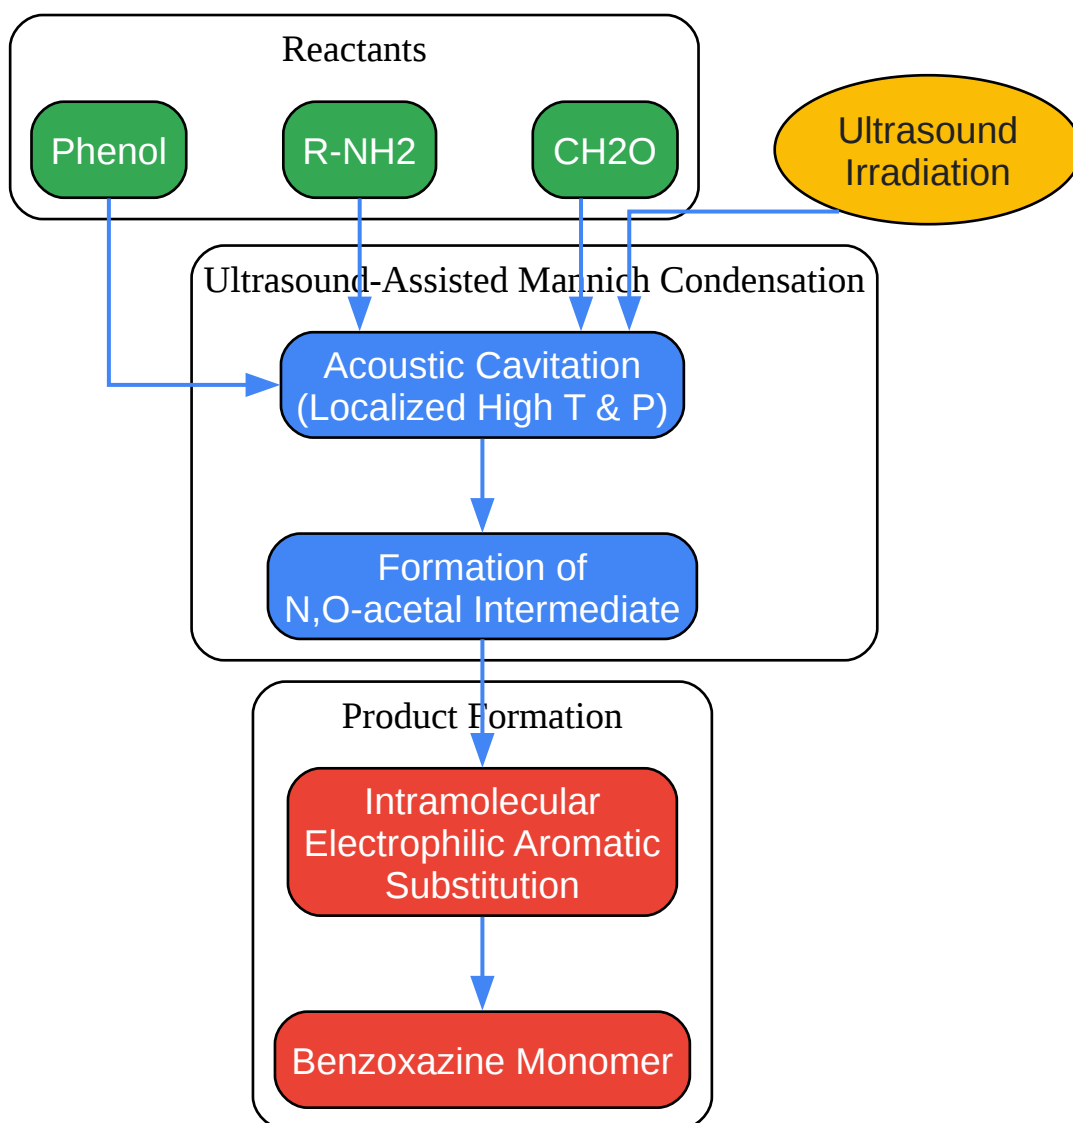 Reactants
Phenol
R-NH2
CH2O
Ultrasound
Irradiation
Ultrasound-Assisted Mannich Condensation
Acoustic Cavitation
(Localized High T & P)
Formation of
N,O-acetal Intermediate
Product Formation
Intramolecular
Electrophilic Aromatic
Substitution
Benzoxazine Monomer